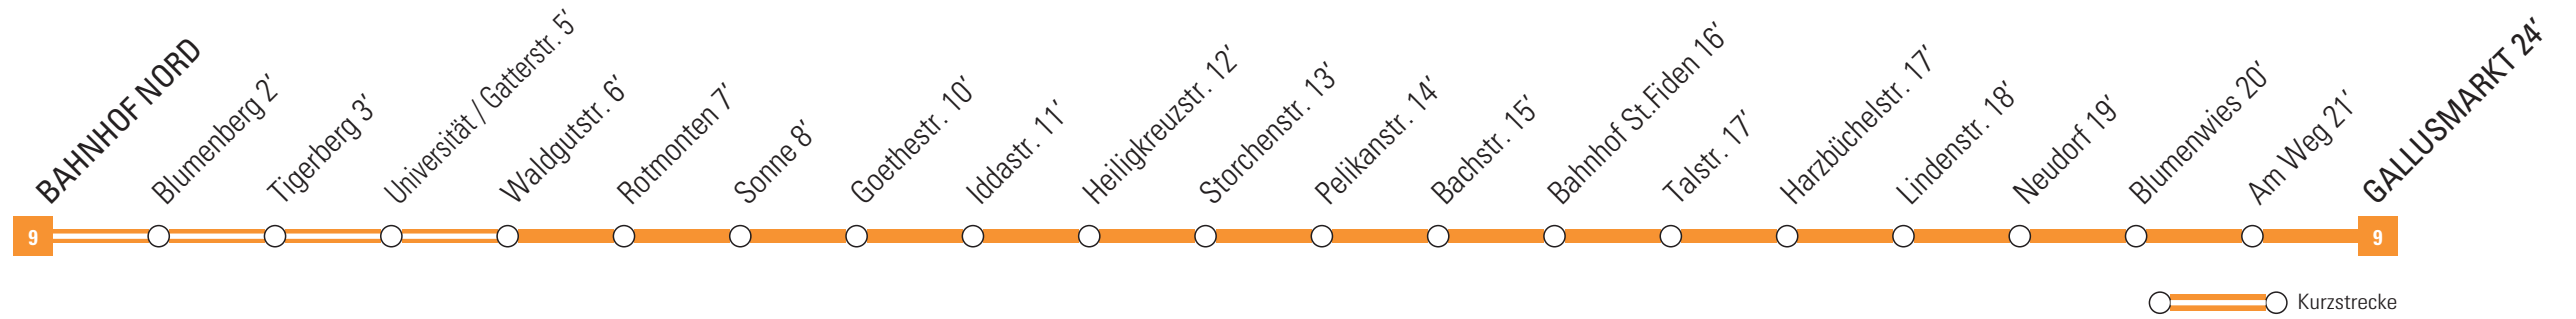 BAHNHOF NORD
Blumenberg 2'
Tigerberg 3'
Universität / Gatterstr. 5'
Waldgutstr. 6'
Rotmonten 7'
Sonne 8'
Goethestr. 10'
Iddastr. 11'
Heiligkreuzstr. 12'
Storchenstr. 13'
Pelikanstr. 14'
Bachstr. 15'
Bahnhof St.Fiden 16'
Talstr. 17'
Harzbüchelstr. 17'
Lindenstr. 18'
Neudorf 19'
Blumenwies 20'
Am Weg 21'
GALLUSMARKT 24'
9
9
Kurzstrecke